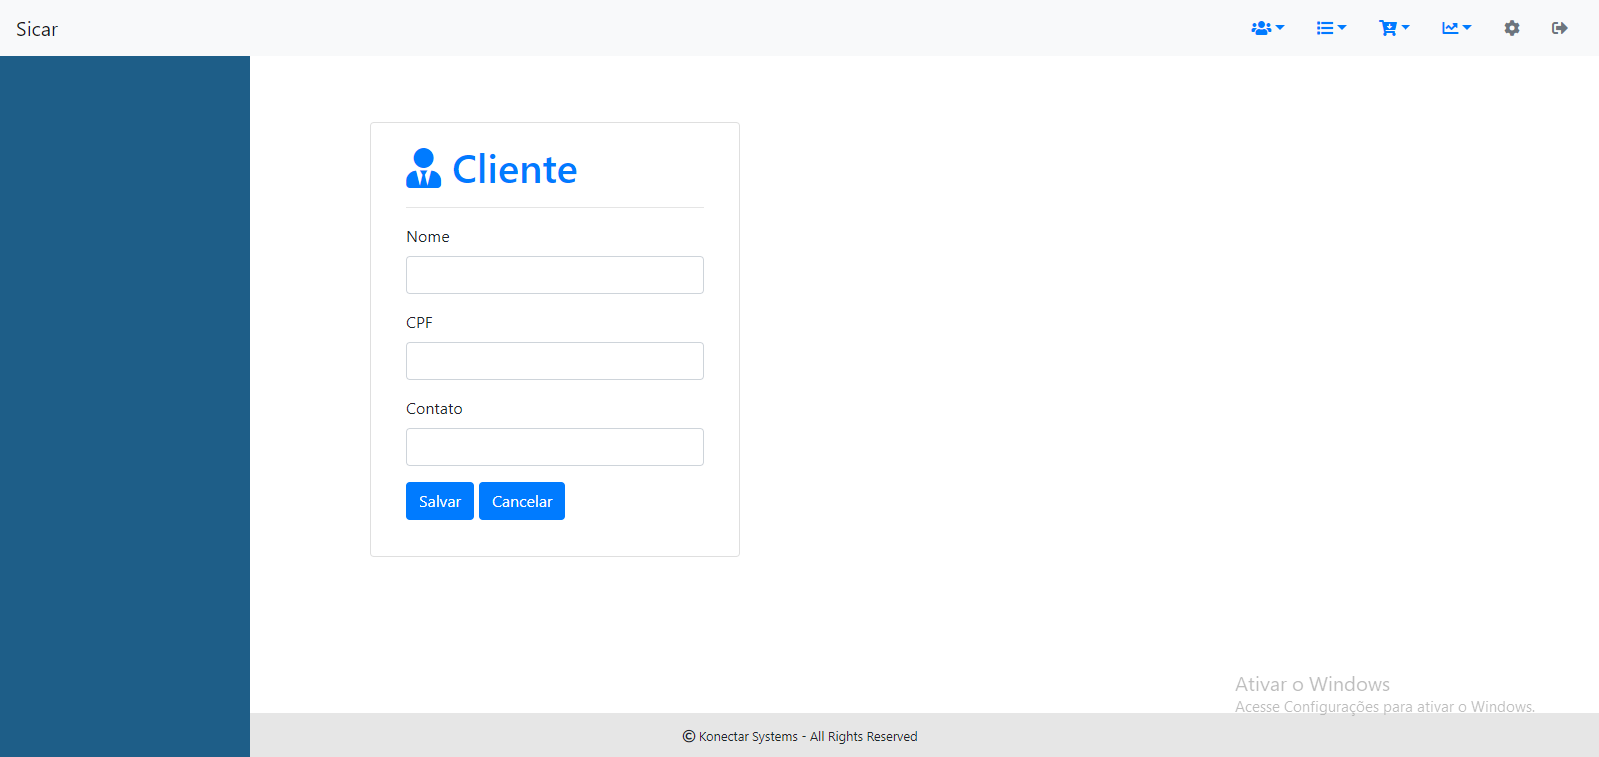 Sicar
Cliente
Nome
CPF
Contato
Salvar Cancelar
Ativar o Windows
Acesse Configurações para ativar o Windows.
© Konectar Systems - All Rights Reserved